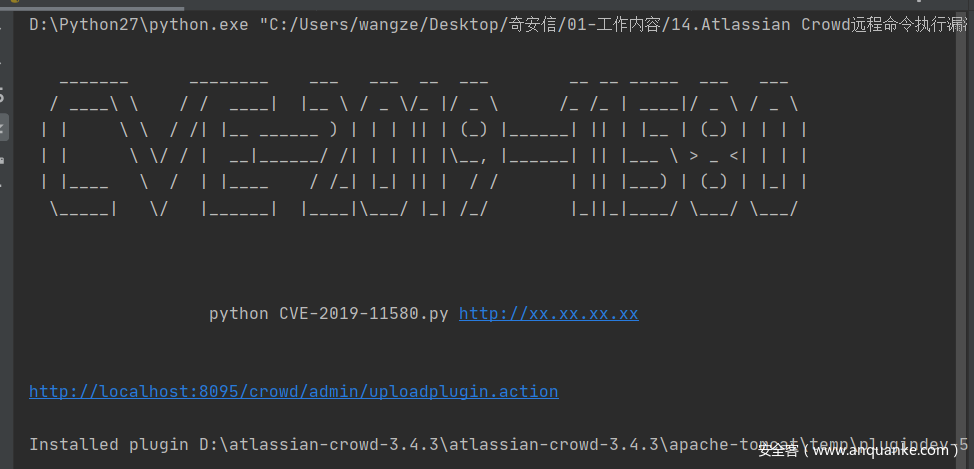 D:\Python27\python.exe "C:/Users/wangze/Desktop/奇安信/01-工作内容/14.Atlassian Crowd远程命令执行漏
CVE-2019-11580
python CVE-2019-11580.py http://xx.xx.xx.xx
http://localhost:8095/crowd/admin/uploadplugin.action
Installed plugin D:\atlassian-crowd-3.4.3\atlassian-crowd-3.4.3\apache-tomcat\temp\plugindev-5
安全客（www.anquanke.com）